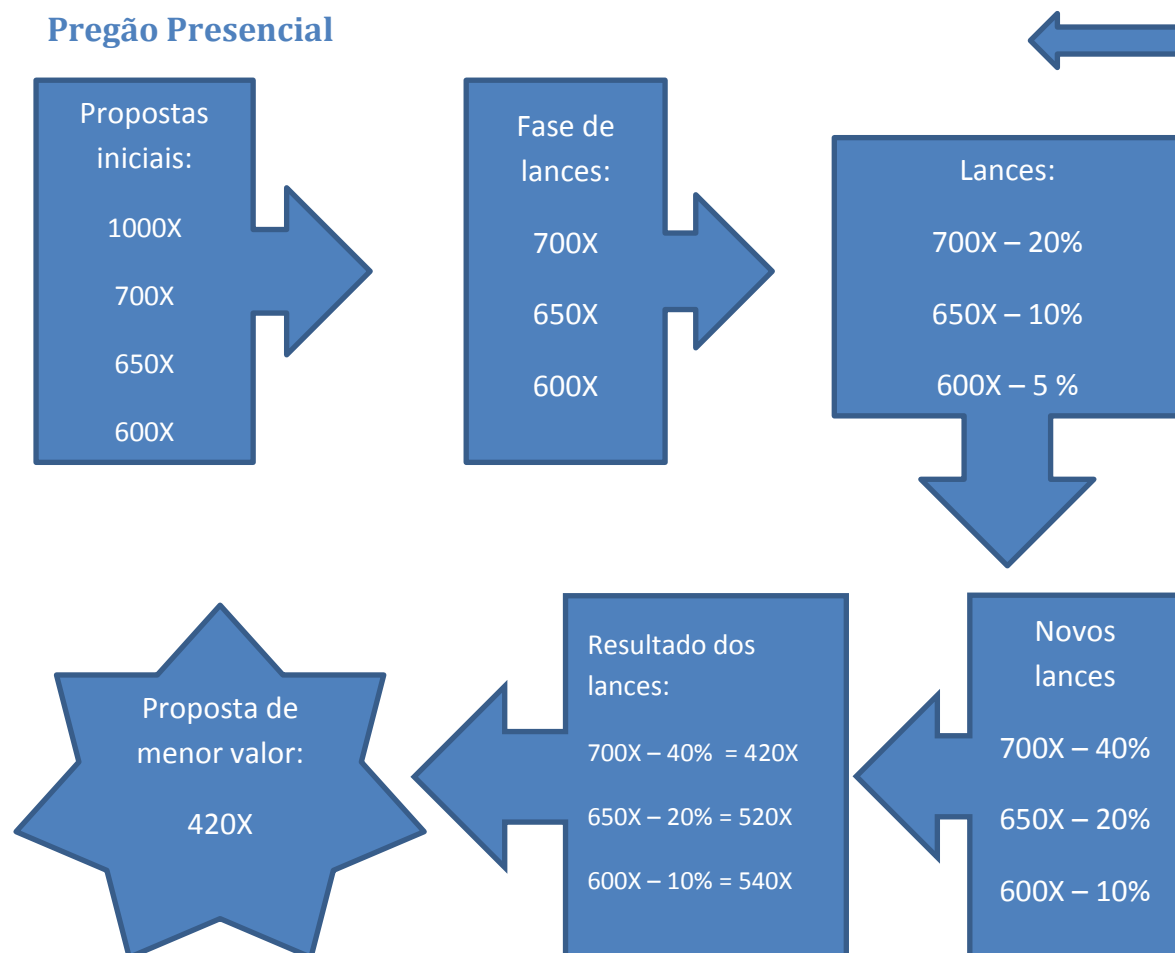 Pregão Presencial
Propostas
iniciais:
1000X
700X
650X
600X
Fase de
lances:
700X
650X
600X
Lances:
700X – 20%
650X – 10%
600X – 5 %
Novos
lances
700X – 40%
650X – 20%
600X – 10%
Resultado dos
lances:
700X – 40%  = 420X
650X – 20% = 520X
600X – 10% = 540X
Proposta de
menor valor:
420X